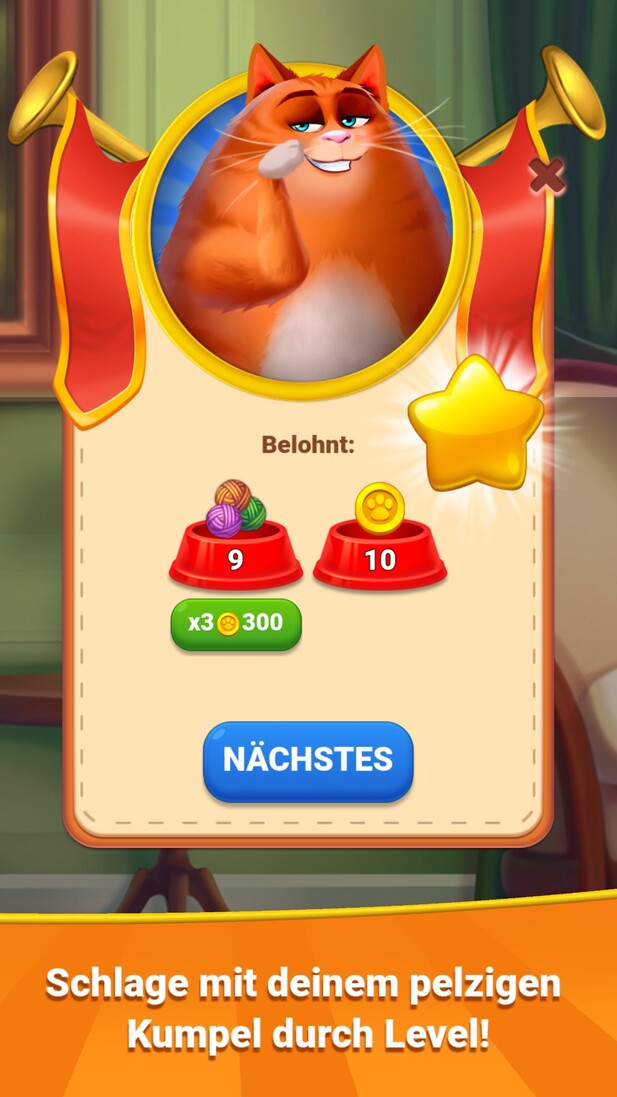 Belohnt:
9
10
x3 300
NÄCHSTES
Schlage mit deinem pelzigen
Kumpel durch Level!